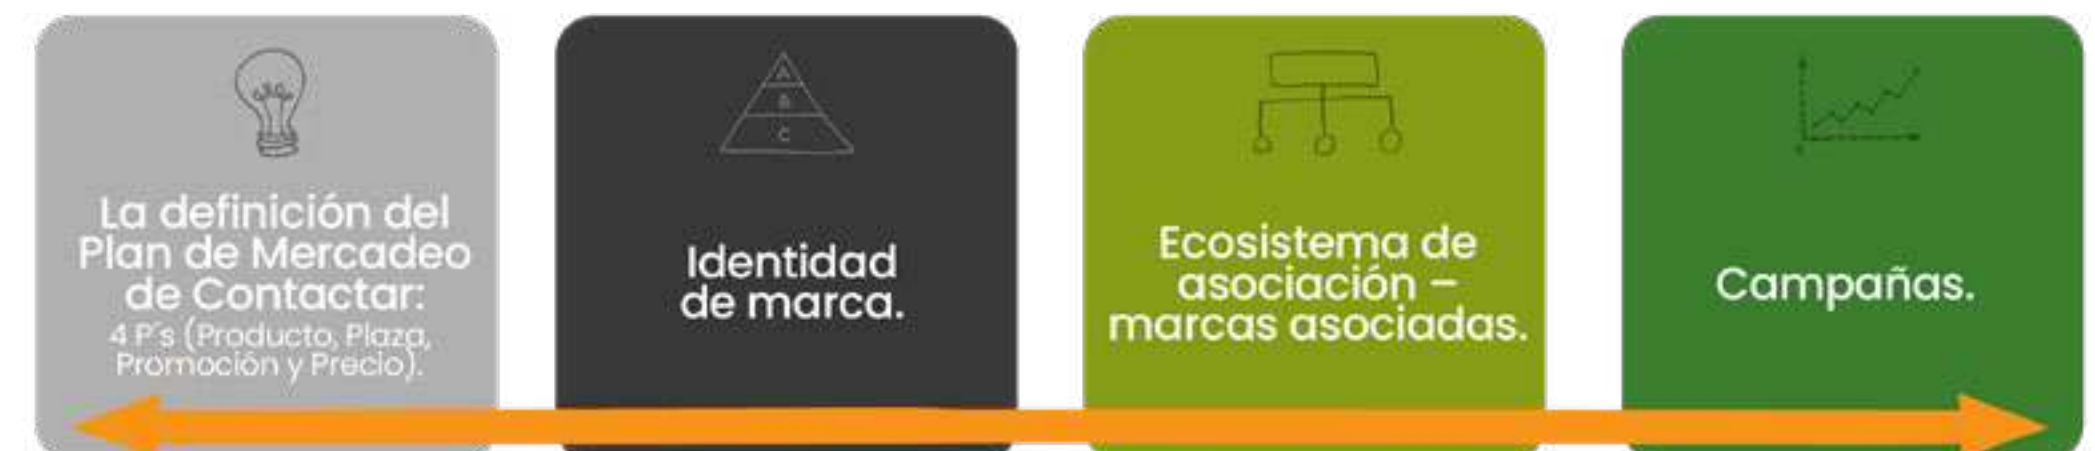 La definición del
Plan de Mercadeo
de Contactar:
4 P´s (Producto, Plaza,
Promoción y Precio).
A
B
C
Identidad
de marca.
Ecosistema de
asociación –
marcas asociadas.
Campañas.